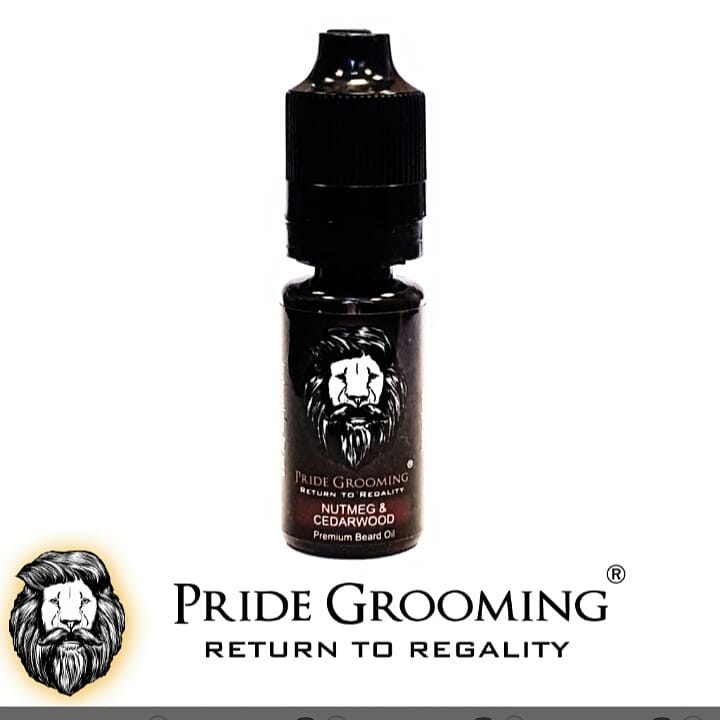 PRIDE GROOMING®
RETURN TO REGALITY
NUTMEG &
CEDARWOOD
Premium Beard Oil
PRIDE GROOMING®
RETURN TO REGALITY